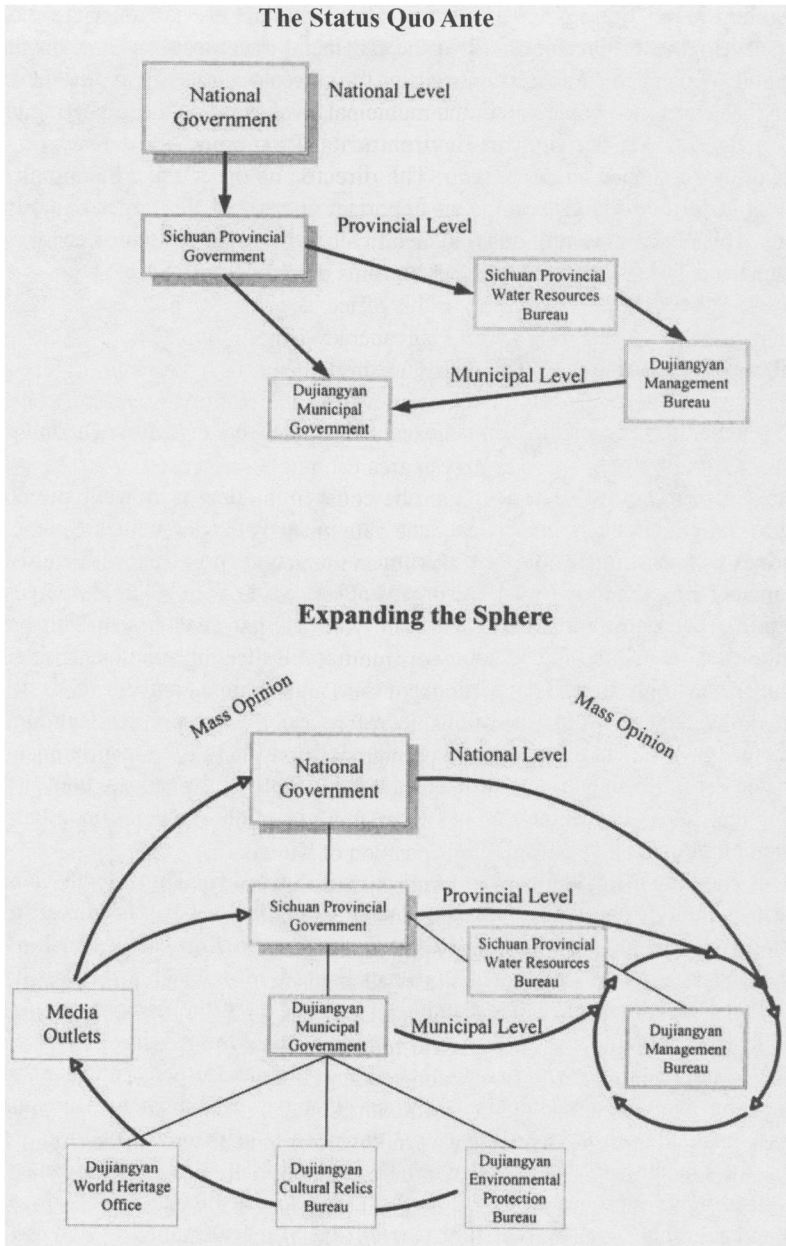 The Status Quo Ante
National
Government
National Level
Sichuan Provincial
Government
Provincial Level
Sichuan Provincial
Water Resources
Bureau
Dujiangyan
Municipal
Government
Municipal Level
Dujiangyan
Management
Bureau
Expanding the Sphere
Mass Opinion
Mass Opinion
National
Government
National Level
Sichuan Provincial
Government
Provincial Level
Sichuan Provincial
Water Resources
Bureau
Media
Outlets
Dujiangyan
Municipal
Government
Municipal Level
Dujiangyan
Management
Bureau
Dujiangyan
World Heritage
Office
Dujiangyan
Cultural Relics
Bureau
Dujiangyan
Environmental
Protection
Bureau